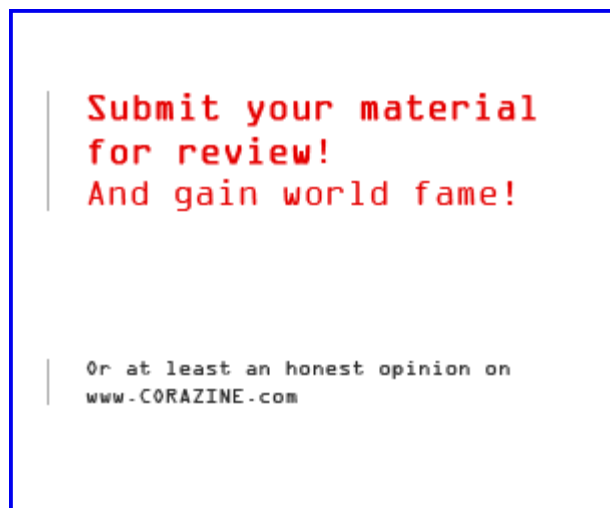 Submit your material
for review!
And gain world fame!
Or at least an honest opinion on
www.CORAZINE.com